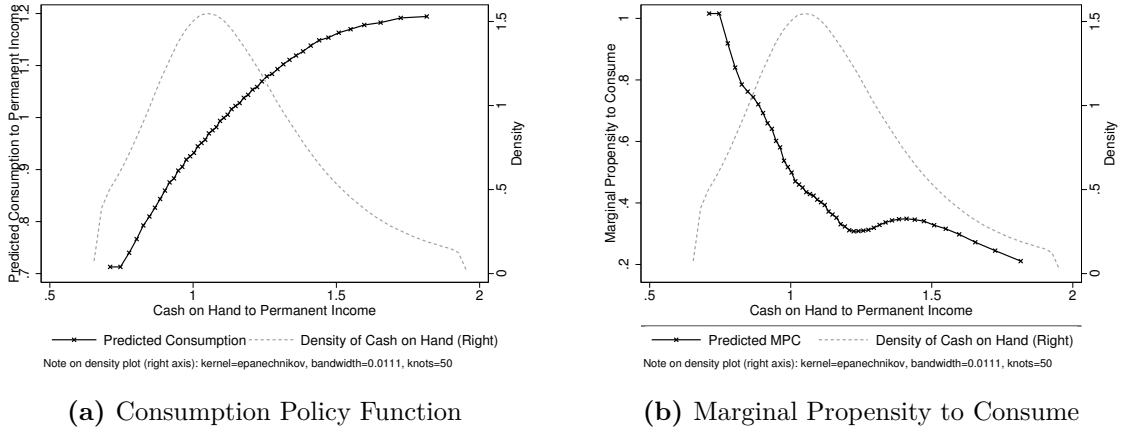 Predicted Consumption to Permanent Income
.7 .8 .9 1 1.1 1.2
0 .5 1 1.5
Density
.5 1 1.5 2
Cash on Hand to Permanent Income
Predicted Consumption Density of Cash on Hand (Right)
Note on density plot (right axis): kernel=epanechnikov, bandwidth=0.0111, knots=50
(a) Consumption Policy Function
Marginal Propensity to Consume
.2 .4 .6 .8 1
0 .5 1 1.5
Density
.5 1 1.5 2
Cash on Hand to Permanent Income
Predicted MPC Density of Cash on Hand (Right)
Note on density plot (right axis): kernel=epanechnikov, bandwidth=0.0111, knots=50
(b) Marginal Propensity to Consume